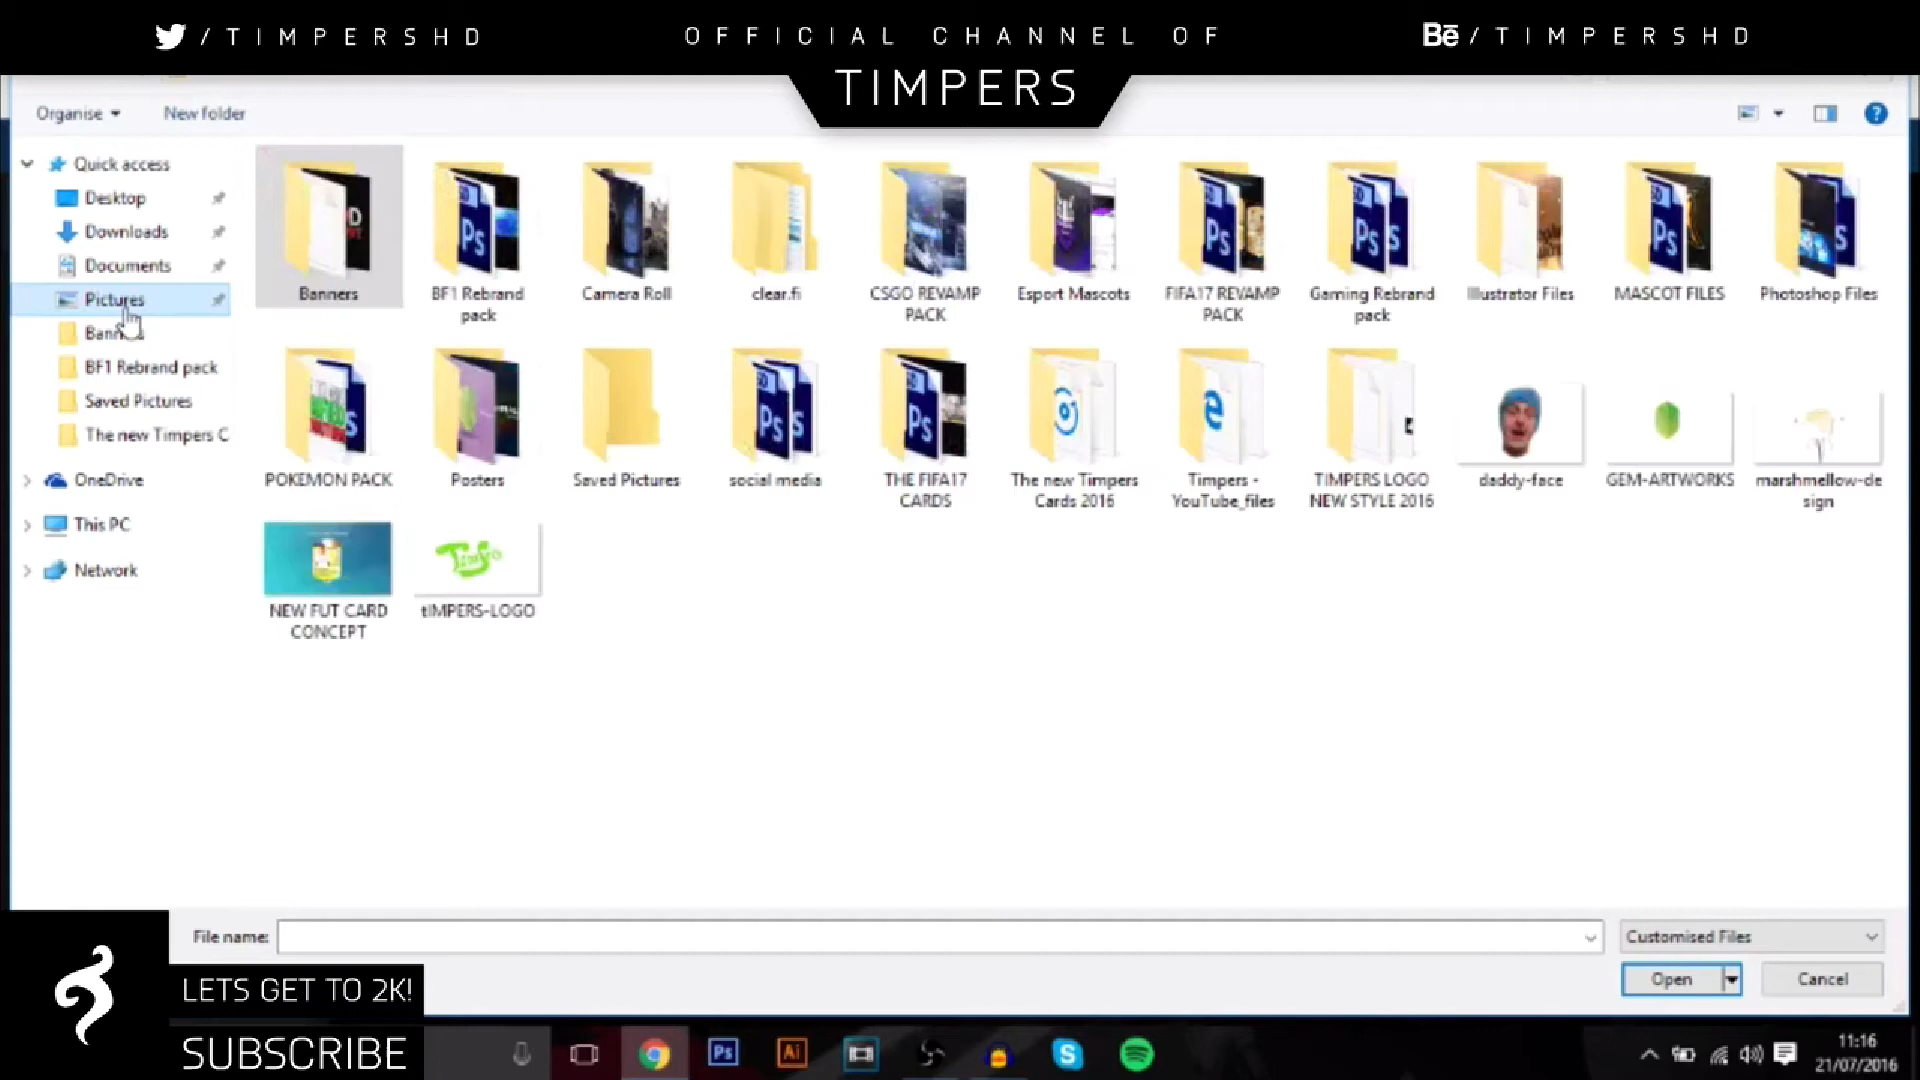 /TIMPERSHD
OFFICIAL CHANNEL OF
TIMPERS
Bē/TIMPERSHD
Organise
New folder
Quick access
Desktop
Downloads
Documents
Pictures
BF1 Rebrand pack
Saved Pictures
The new Timpers C
OneDrive
This PC
Network
Banners
BF1 Rebrand
pack
Camera Roll
clear.fi
CSGO REVAMP
PACK
Esport Mascots
FIFA17 REVAMP
PACK
Gaming Rebrand
pack
Illustrator Files
MASCOT FILES
Photoshop Files
POKEMON PACK
Posters
Saved Pictures
social media
THE FIFA17
CARDS
The new Timpers
Cards 2016
Timpers -
YouTube_files
TIMPERS LOGO
NEW STYLE 2016
daddy-face
GEM-ARTWORKS
marshmellow-de
sign
NEW FUT CARD
CONCEPT
tIMPERS-LOGO
File name:
Customised Files
Open
Cancel
LETS GET TO 2K!
SUBSCRIBE
Ps
Ai
11:16
21/07/2016